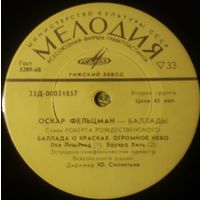 МИНИСТЕРСТВО КУЛЬТУРЫ СССР
МЕЛОДИЯ
ВСЕСОЮЗНАЯ ФИРМА ГРАМПЛАСТИНОК
РИЖСКИЙ ЗАВОД
Гост
5289-68
33
33Д-00031857
Вторая группа
Цена 45 коп.
ОСКАР ФЕЛЬЦМАН — БАЛЛАДЫ
Стихи РОБЕРТА РОЖДЕСТВЕНСКОГО
БАЛЛАДА О КРАСКАХ. ОГРОМНОЕ НЕБО
Лев Лещенко (1), Эдуард Хиль (2)
Эстрадно-симфонический оркестр
Всесоюзного радио
Дирижер Ю. Силантьев